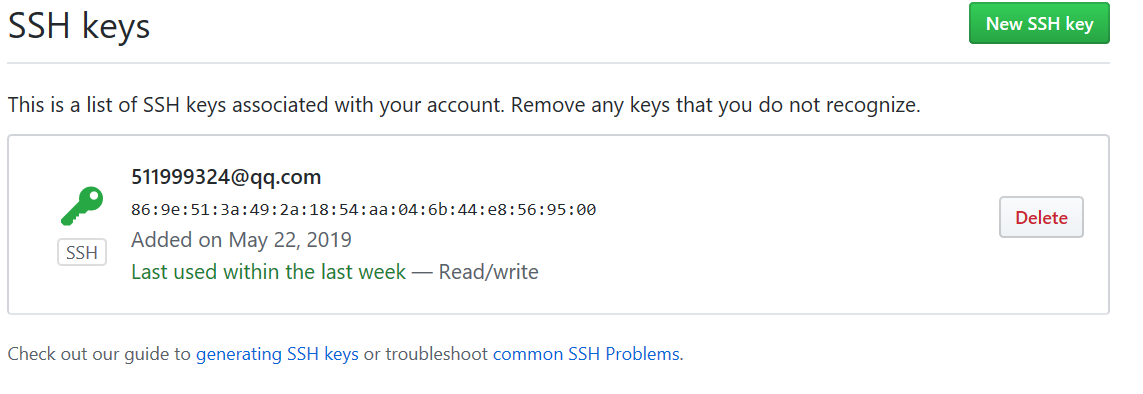 SSH keys
New SSH key
This is a list of SSH keys associated with your account. Remove any keys that you do not recognize.
511999324@qq.com
86:9e:51:3a:49:2a:18:54:aa:04:6b:44:e8:56:95:00
Added on May 22, 2019
Last used within the last week — Read/write
SSH
Delete
Check out our guide to generating SSH keys or troubleshoot common SSH Problems.